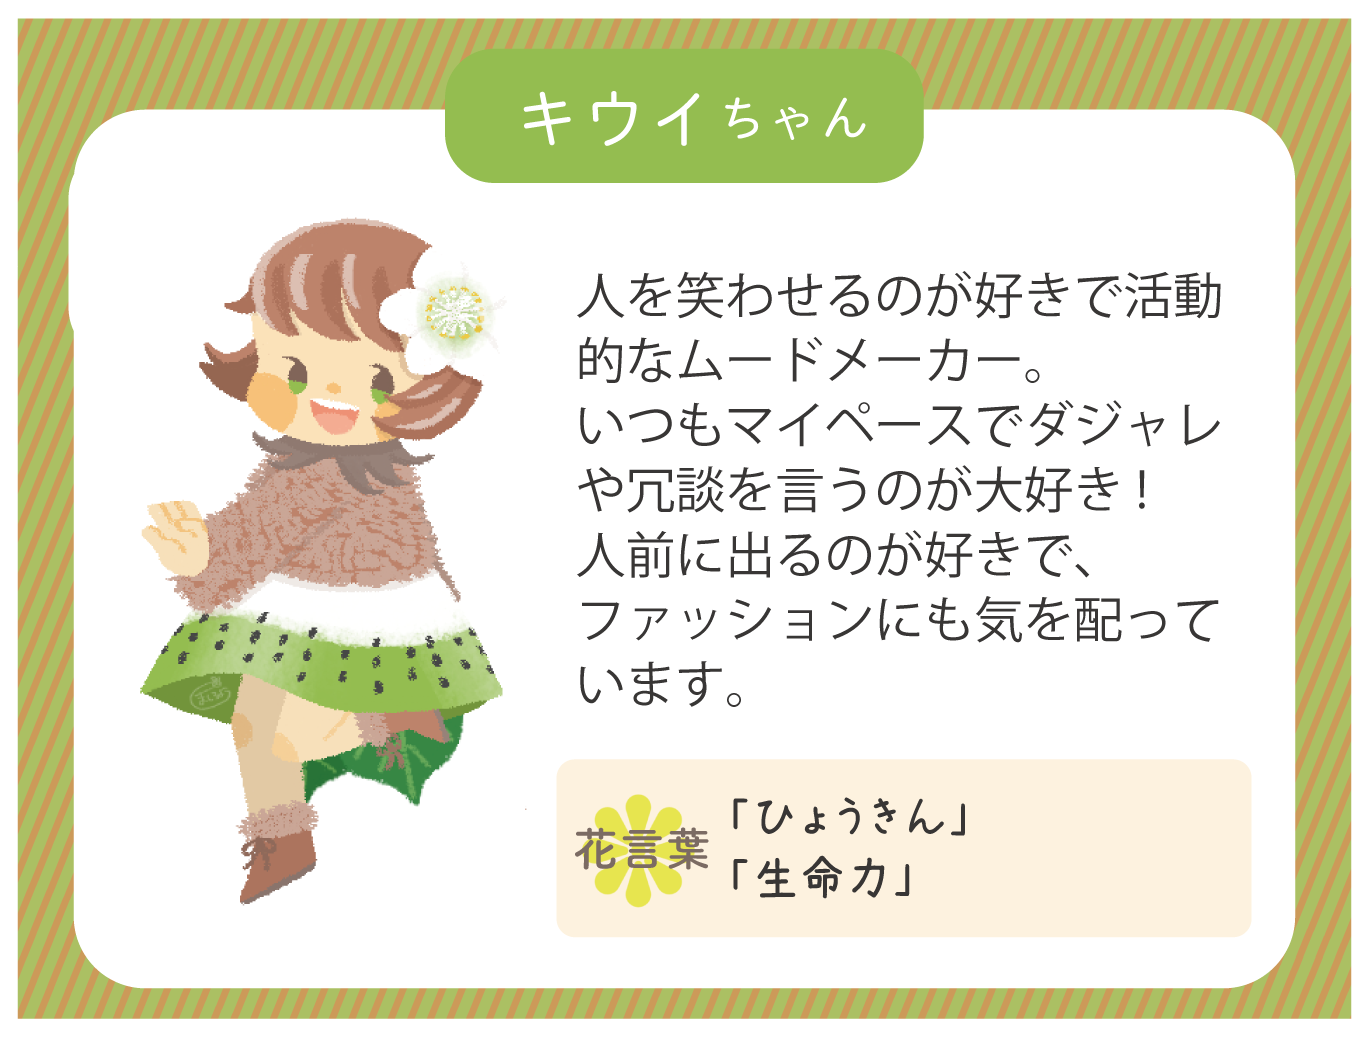 キウイちゃん
人を笑わせるのが好きで活動
的なムードメーカー。
いつもマイペースでダジャレ
や冗談を言うのが大好き！
人前に出るのが好きで、
ファッションにも気を配って
います。
花言葉
「ひょうきん」
「生命力」